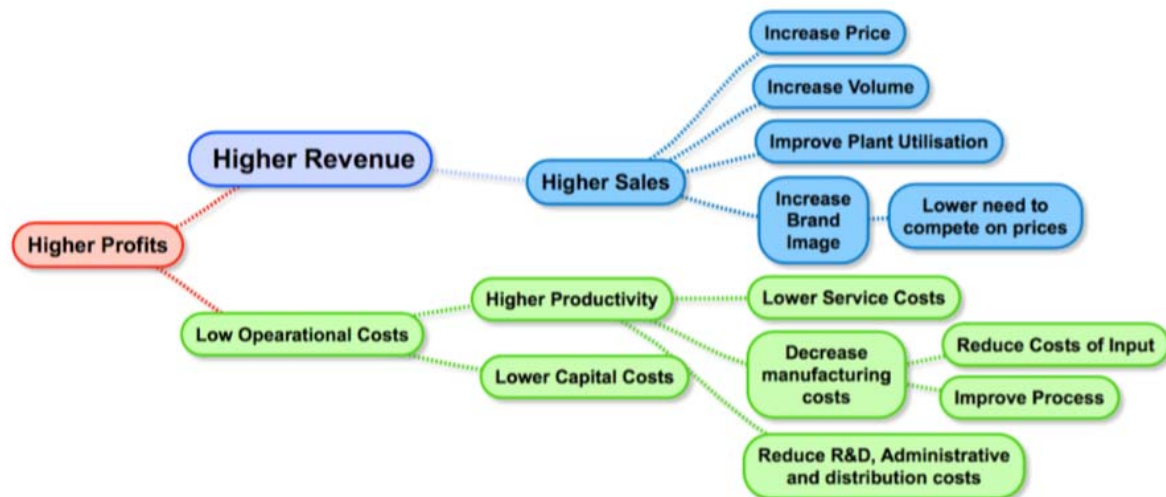 Increase Price
Increase Volume
Higher Revenue
Improve Plant Utilisation
Higher Sales
Increase
Brand
Image
Lower need to
compete on prices
Higher Profits
Higher Productivity
Lower Service Costs
Low Opearational Costs
Decrease
manufacturing
costs
Reduce Costs of Input
Lower Capital Costs
Improve Process
Reduce R&D, Administrative
and distribution costs